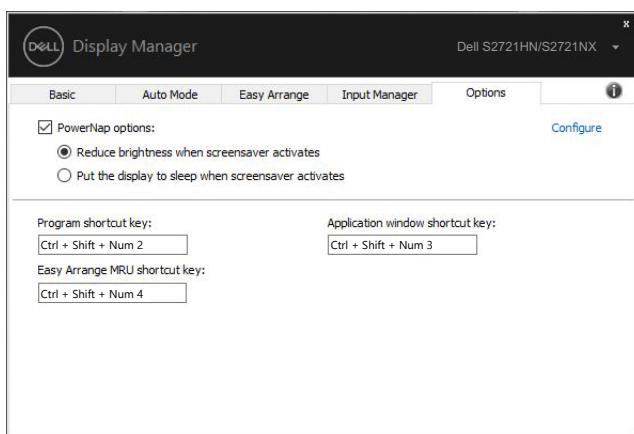 x
DELL Display Manager Dell S2721HN/S2721NX
Basic Auto Mode Easy Arrange Input Manager Options
PowerNap options: Configure
Reduce brightness when screensaver activates
Put the display to sleep when screensaver activates
Program shortcut key: Application window shortcut key:
Ctrl + Shift + Num 2 Ctrl + Shift + Num 3
Easy Arrange MRU shortcut key:
Ctrl + Shift + Num 4